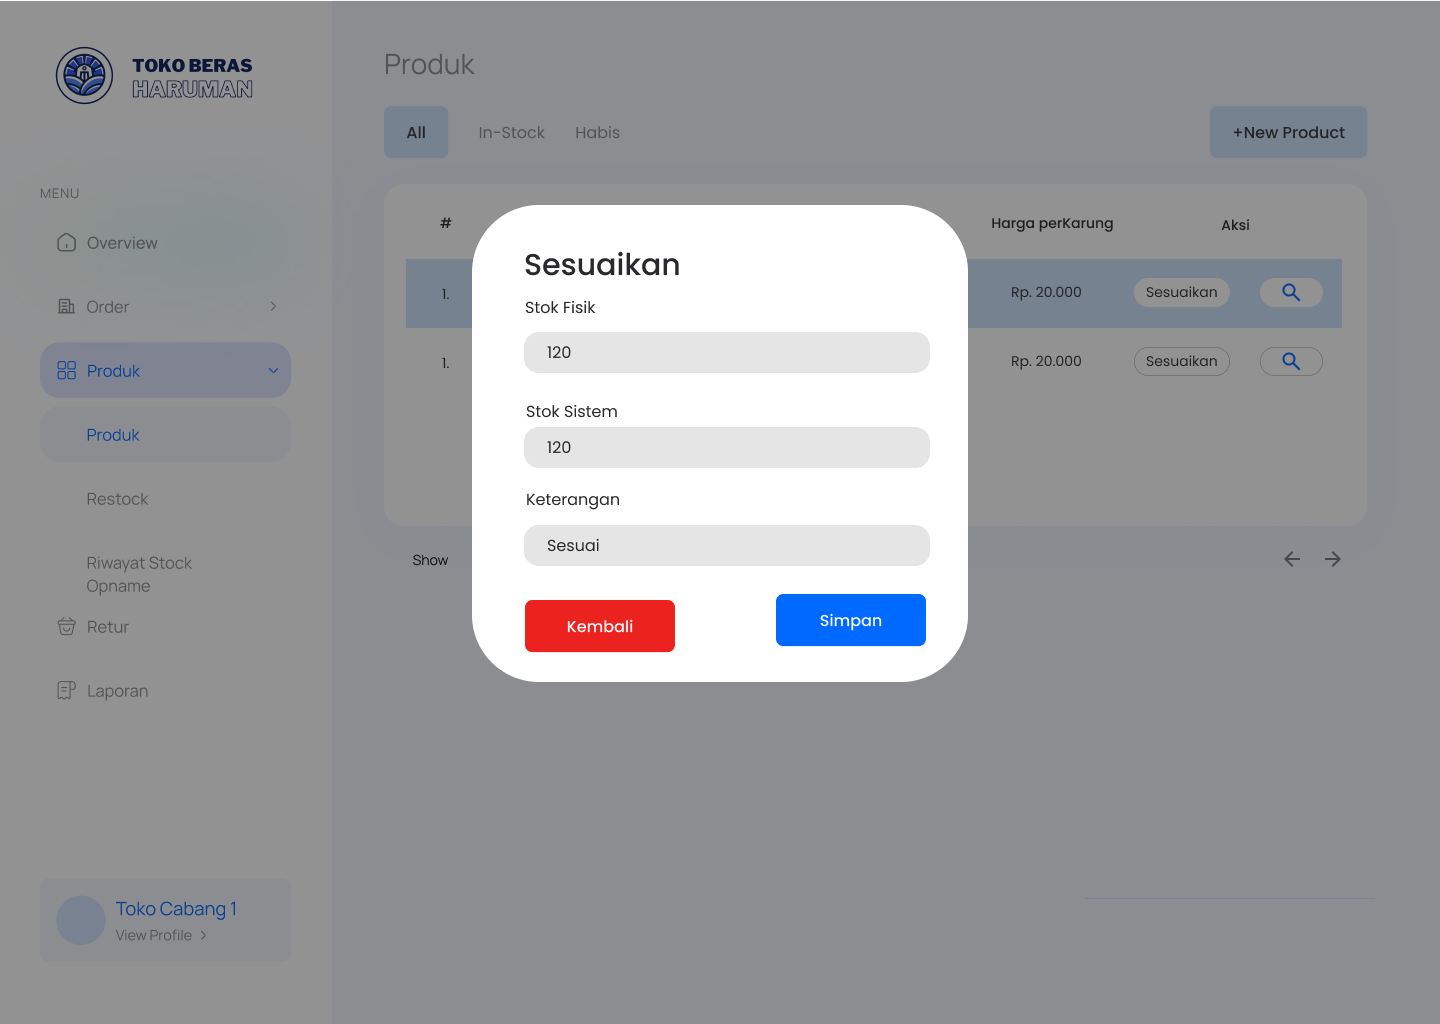 TOKO BERAS
HARUMAN
MENU
Overview
Order
Produk
Produk
Restock
Riwayat Stock
Opname
Retur
Laporan
Toko Cabang 1
View Profile
Produk
All
In-Stock
Habis
+New Product
#
Harga perKarung
Aksi
1.
Rp. 20.000
Sesuaikan
1.
Rp. 20.000
Sesuaikan
Show
Sesuaikan
Stok Fisik
120
Stok Sistem
120
Keterangan
Sesuai
Kembali
Simpan